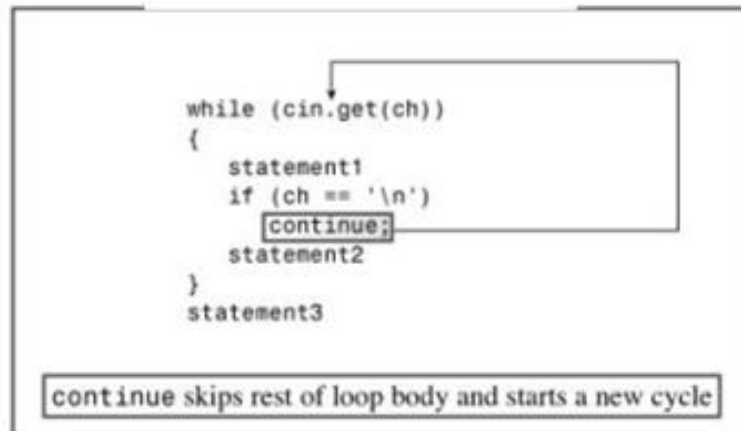 while (cin.get(ch))
{
statement1
if (ch == '\n')
continue;
statement2
}
statement3
continue skips rest of loop body and starts a new cycle